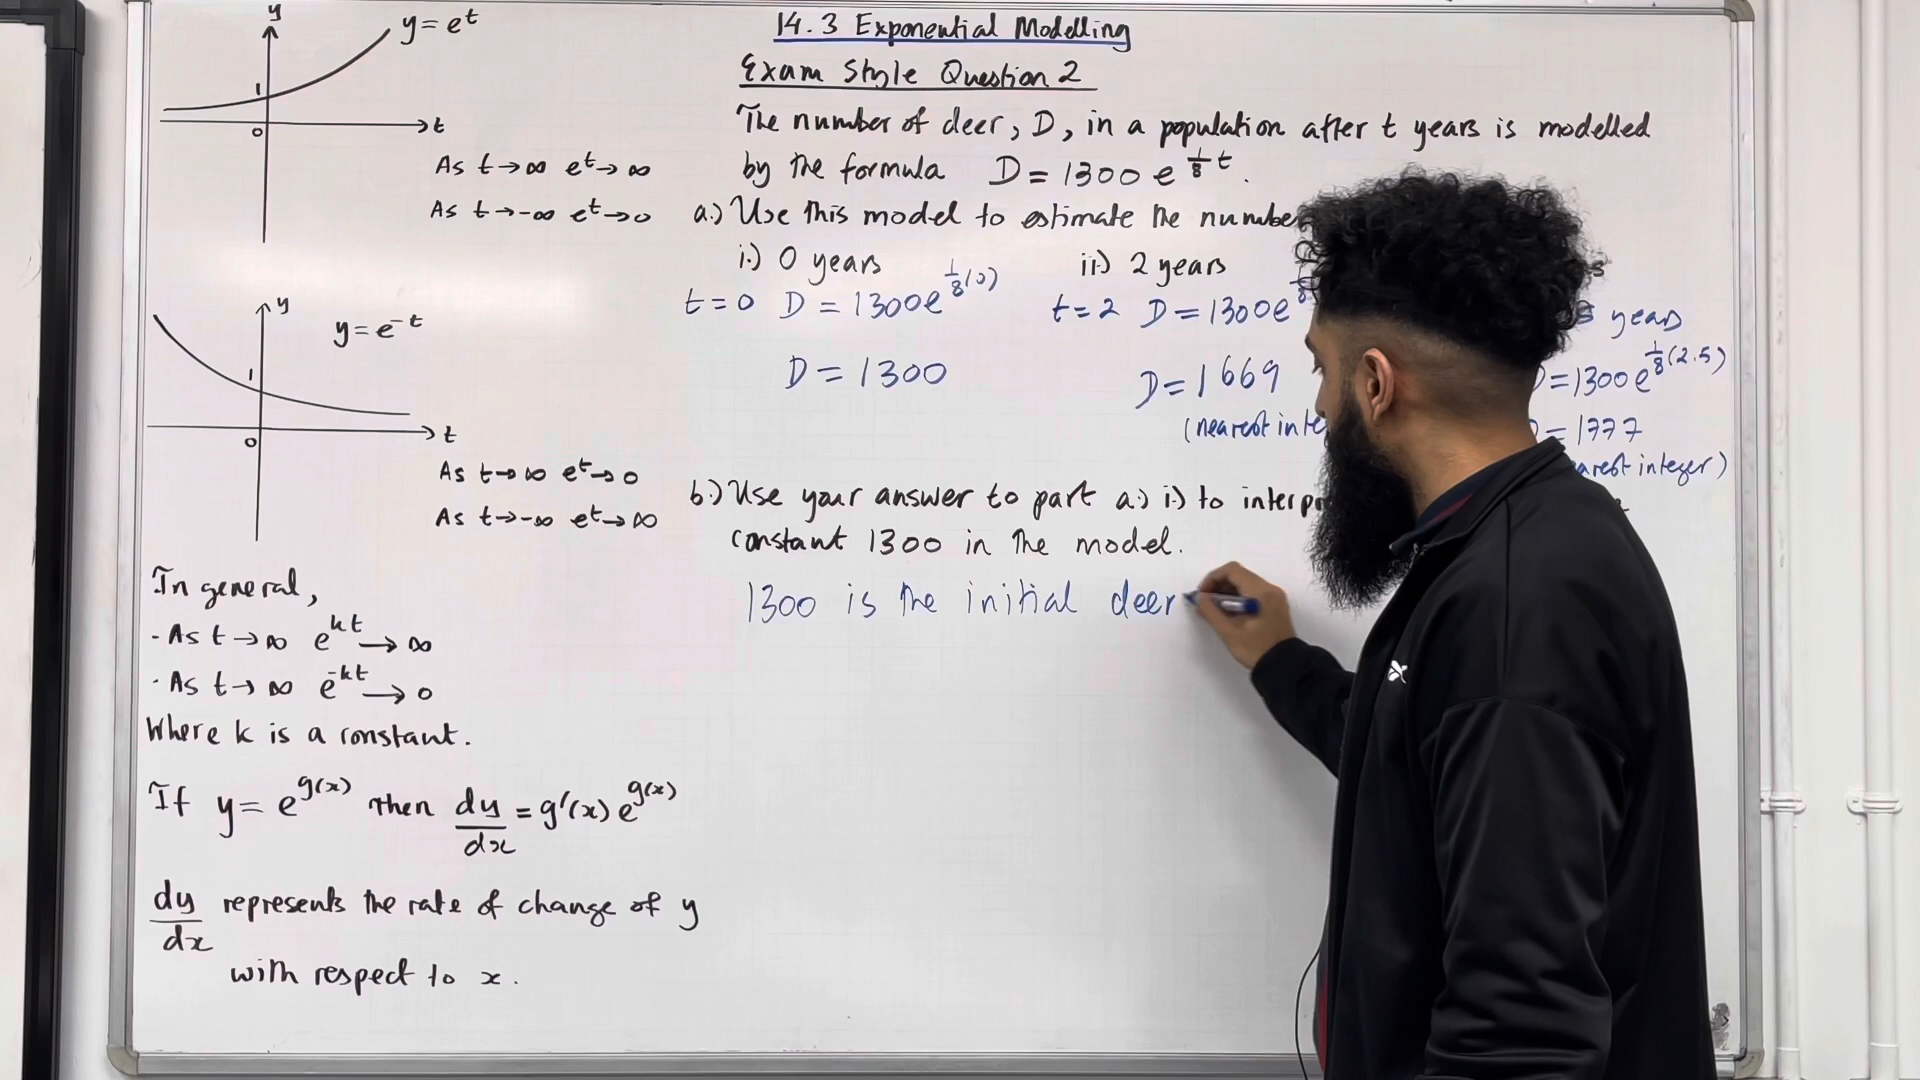 y
y=e^t
1
0
t
As t→∞ e^t→∞
As t→-∞ e^t→0
y
y=e^-t
1
0
t
As t→∞ e^t→0
As t→-∞ e^t→∞
In general,
- As t→∞ e^kt→∞
- As t→∞ e^-kt→0
Where k is a constant.
If y=e^g(x) then dy/dx = g'(x)e^g(x)
dy/dx represents the rate of change of y
with respect to x.
14.3 Exponential Modelling
Exam Style Question 2
The number of deer, D, in a population after t years is modelled
by the formula D=1300e^1/8 t.
a.) Use this model to estimate the number
i.) 0 years ii.) 2 years years
t=0 D=1300e^1/8(0) t=2 D=1300e =1300e^1/8(2.5)
D=1300 D=1669 =1777
(nearest integer)
b.) Use your answer to part a.) i.) to
constant 1300 in the model.
1300 is the initial deer